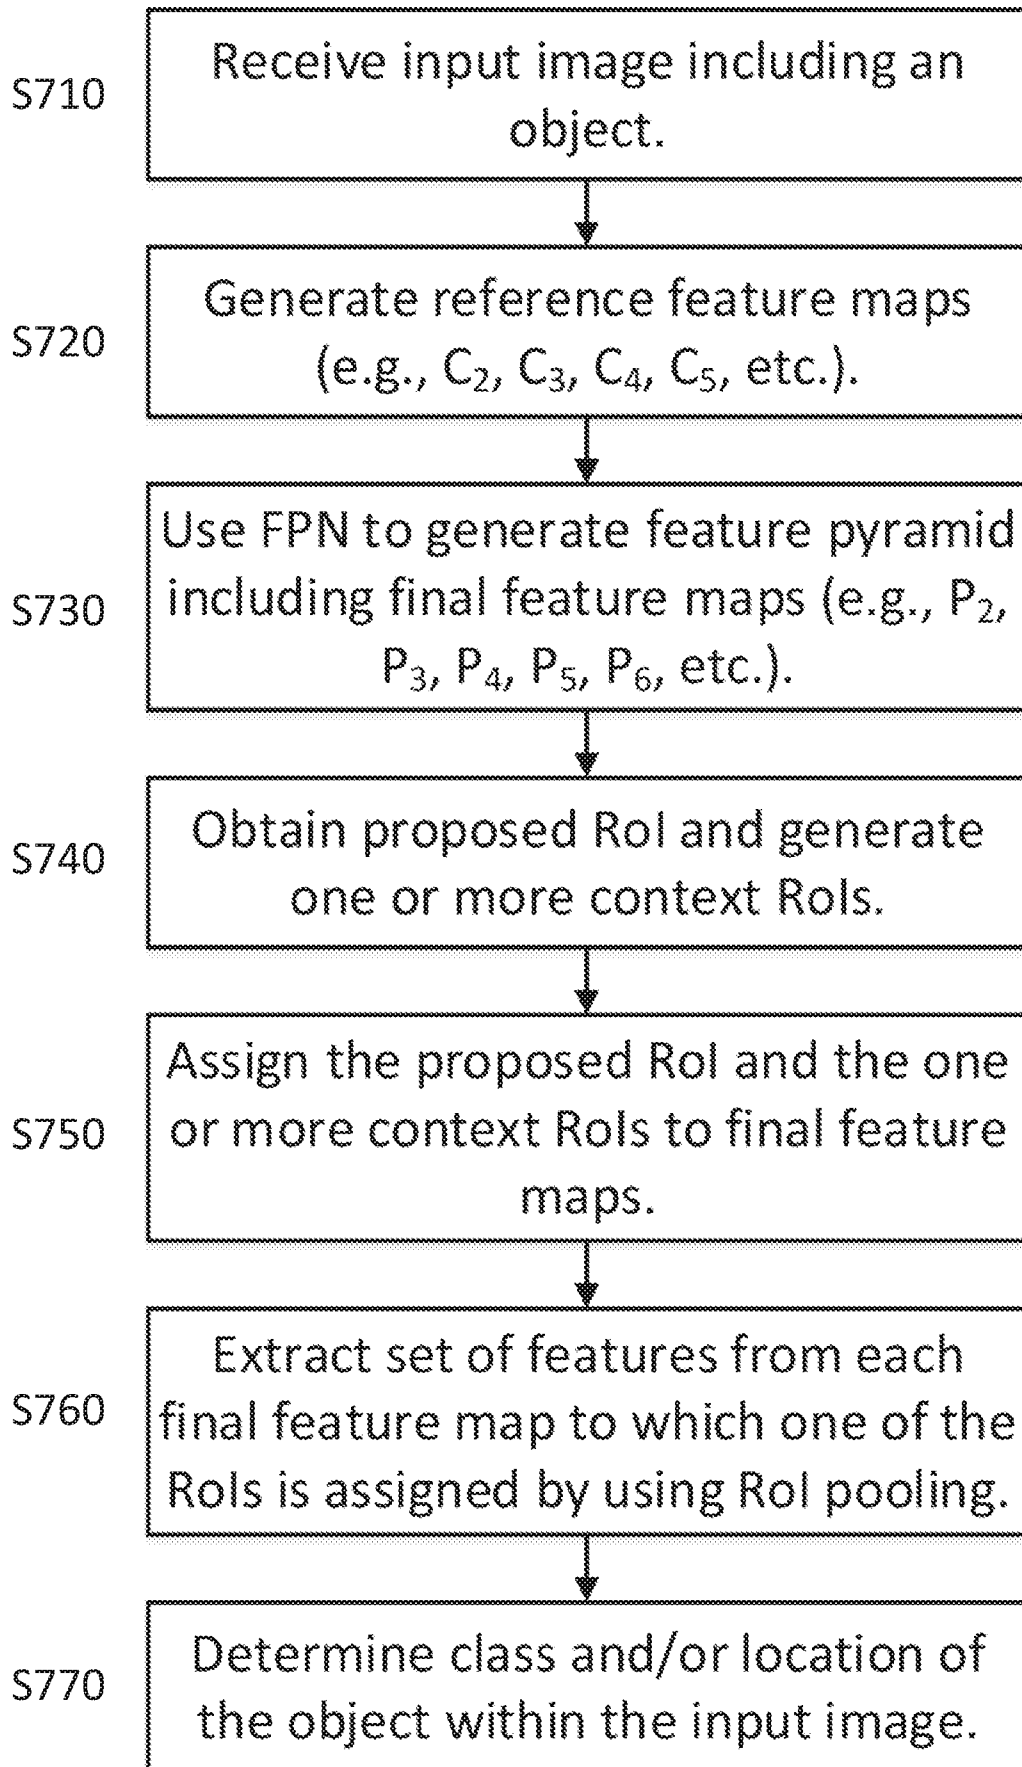 S710
Receive input image including an
object.
S720
Generate reference feature maps
(e.g., C₂, C₃, C₄, C₅, etc.).
S730
Use FPN to generate feature pyramid
including final feature maps (e.g., P₂,
P₃, P₄, P₅, P₆, etc.).
S740
Obtain proposed RoI and generate
one or more context RoIs.
S750
Assign the proposed RoI and the one
or more context RoIs to final feature
maps.
S760
Extract set of features from each
final feature map to which one of the
RoIs is assigned by using RoI pooling.
S770
Determine class and/or location of
the object within the input image.